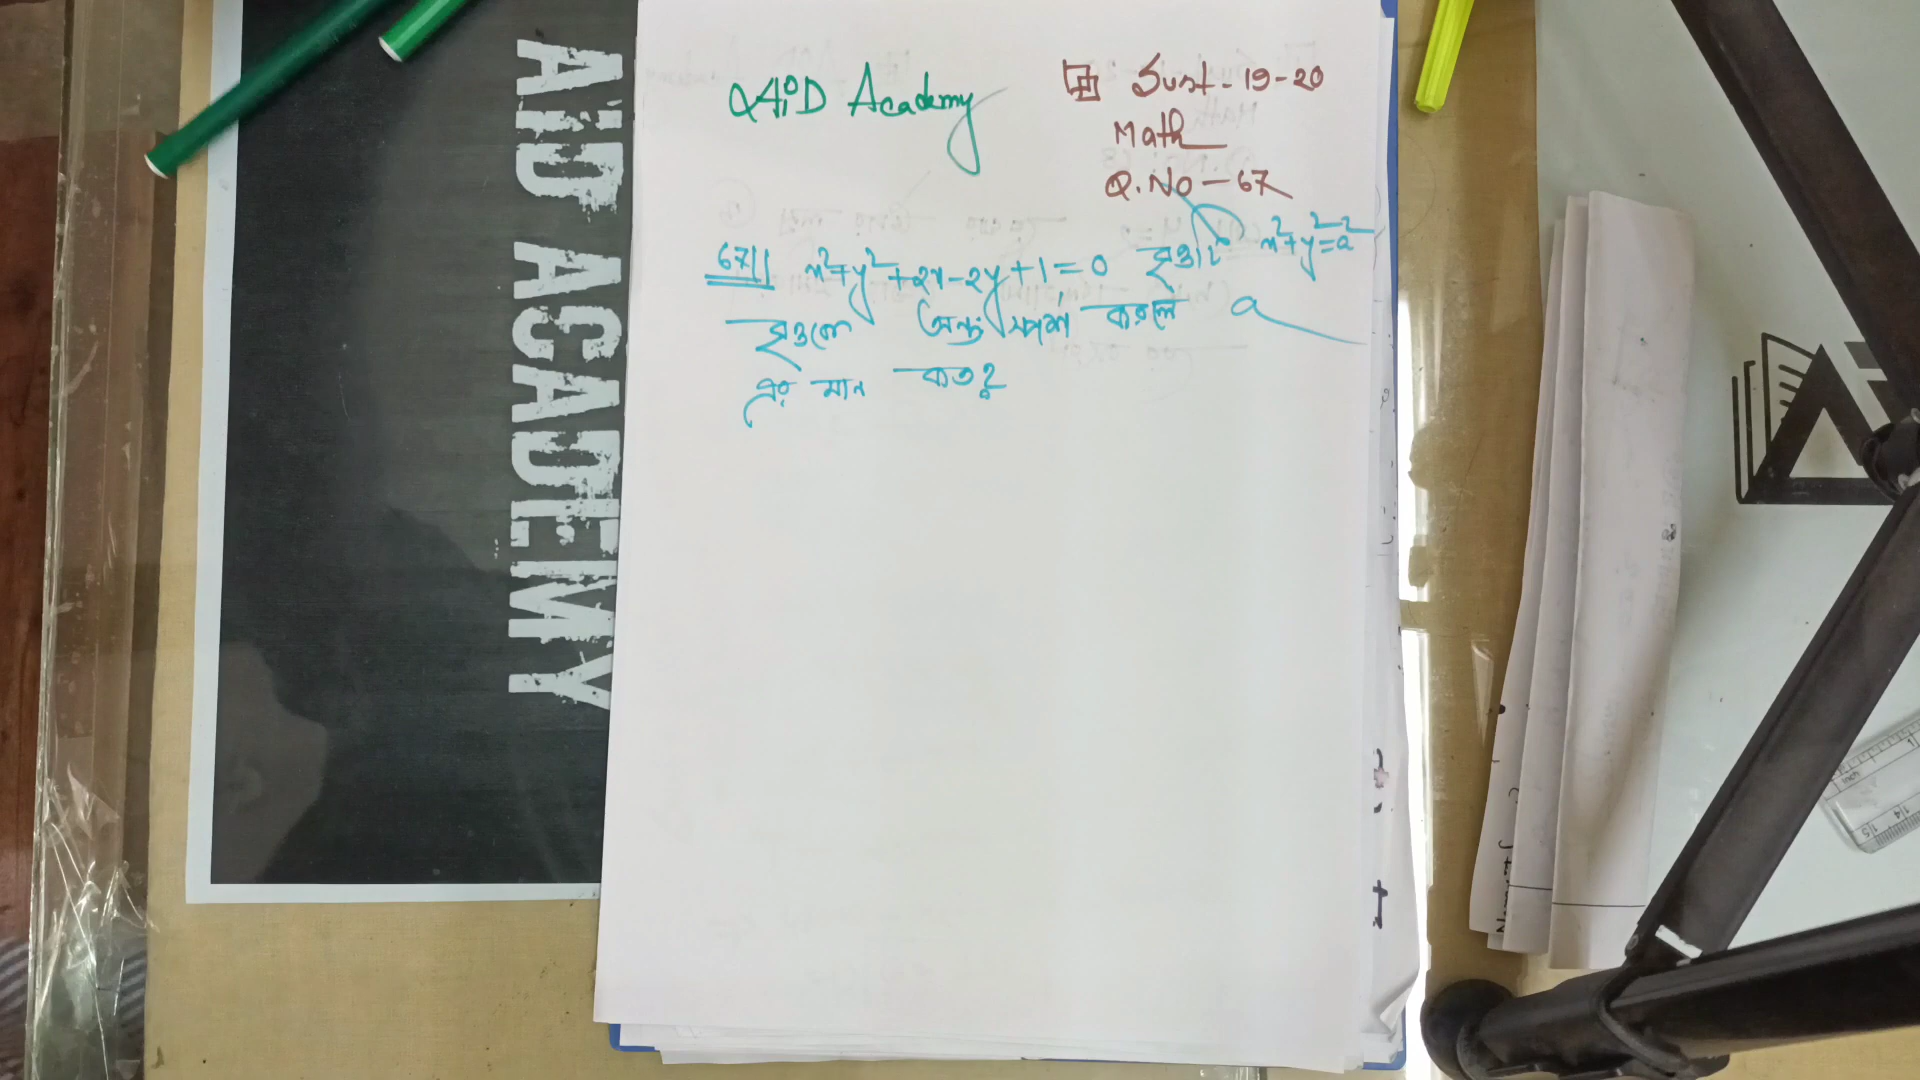 AID ACADEMY
QAiD Academy
Sust-19-20
Math
Q.No-67
67|| x²+y²+2x-2y+1=0 বৃত্তটি x²+y²=a²
বৃত্তকে অন্তঃস্পর্শ করলে a
এর মান কত?